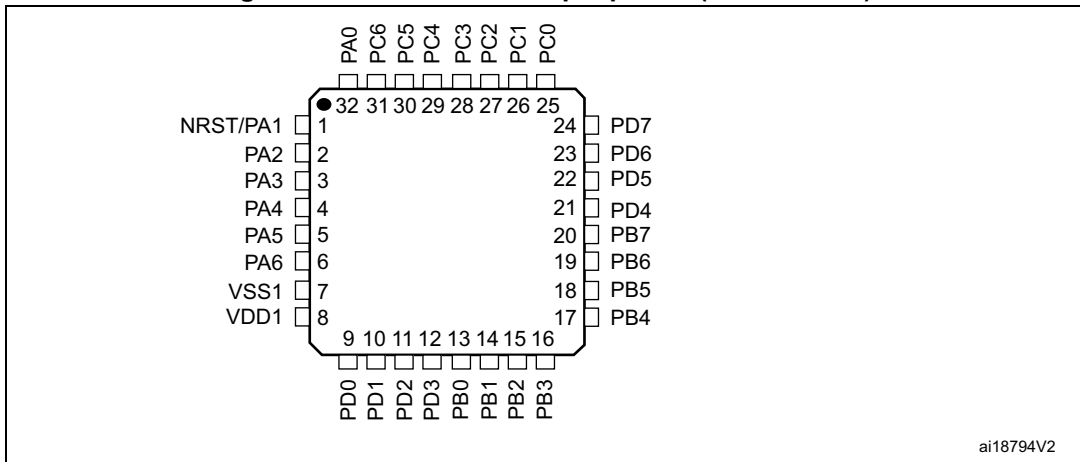 PA0 PC6 PC5 PC4 PC3 PC2 PC1 PC0
32 31 30 29 28 27 26 25
NRST/PA1 1 24 PD7
PA2 2 23 PD6
PA3 3 22 PD5
PA4 4 21 PD4
PA5 5 20 PB7
PA6 6 19 PB6
VSS1 7 18 PB5
VDD1 8 17 PB4
9 10 11 12 13 14 15 16
PD0 PD1 PD2 PD3 PB0 PB1 PB2 PB3
ai18794V2